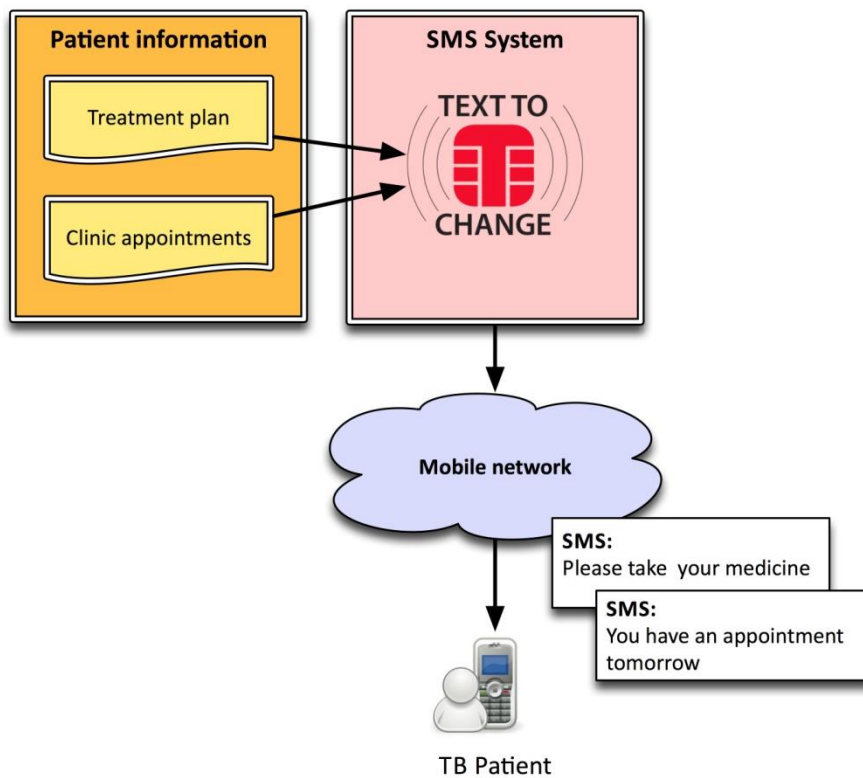 Patient information
Treatment plan
Clinic appointments
SMS System
TEXT TO
CHANGE
Mobile network
SMS:
Please take your medicine
SMS:
You have an appointment
tomorrow
TB Patient